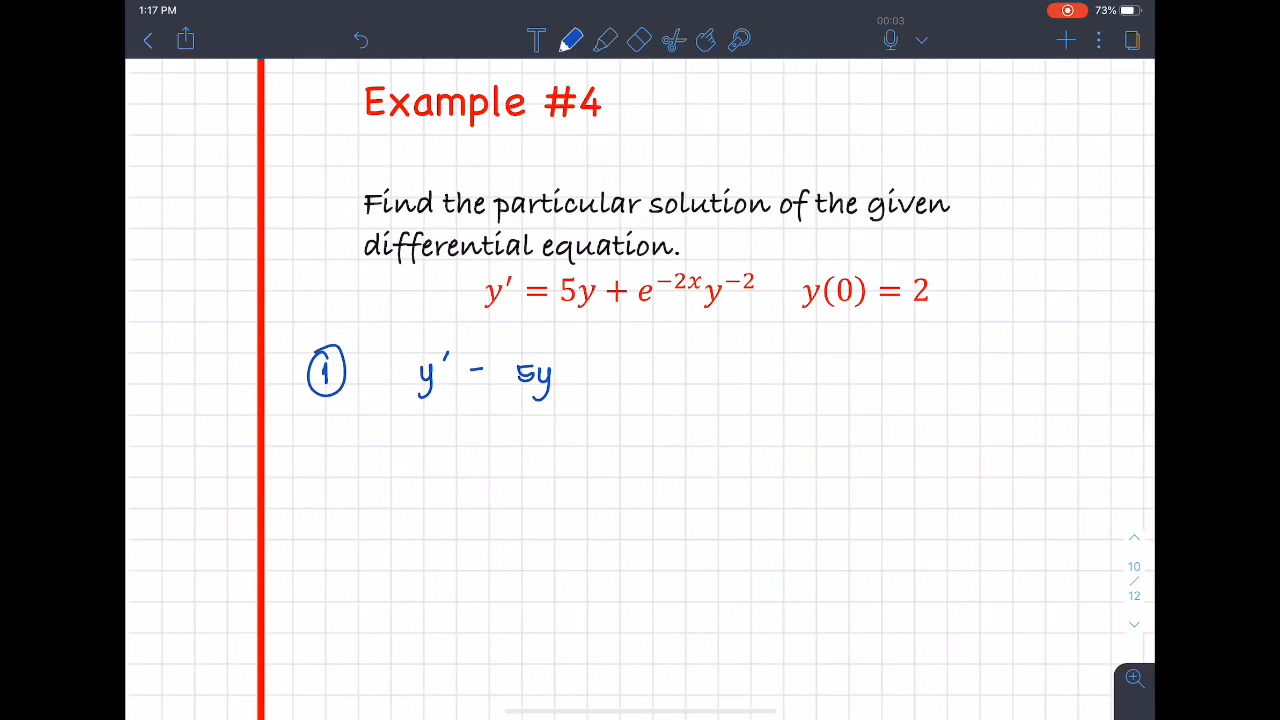 1:17 PM
73%
T
00:03
Example #4
Find the particular solution of the given
differential equation.
y′ = 5y + e⁻²ˣy⁻² y(0) = 2
① y′ - 5y
10
/
12